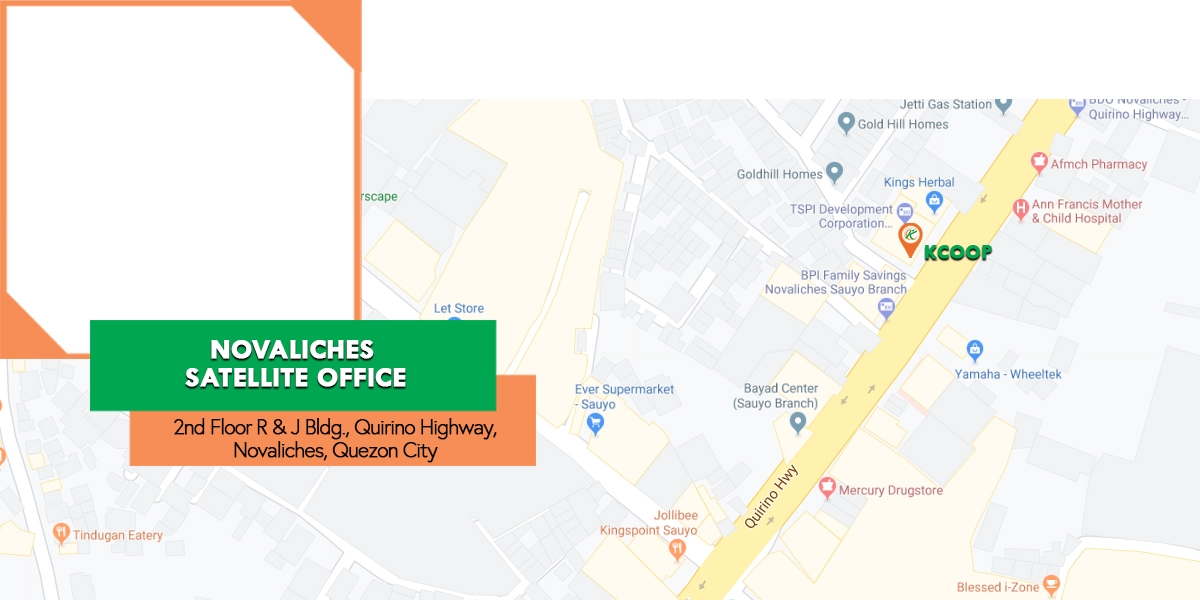 Jetti Gas Station
BDO Novaliches -
Quirino Highway...
Gold Hill Homes
Afmch Pharmacy
Goldhill Homes
Kings Herbal
rscape
TSPI Development
Corporation...
Ann Francis Mother
& Child Hospital
KCOOP
BPI Family Savings
Novaliches Sauyo Branch
Let Store
NOVALICHES
SATELLITE OFFICE
2nd Floor R & J Bldg., Quirino Highway,
Novaliches, Quezon City
Yamaha - Wheeltek
Ever Supermarket
- Sauyo
Bayad Center
(Sauyo Branch)
Quirino Hwy
Mercury Drugstore
Jollibee
Kingspoint Sauyo
Tindugan Eatery
Blessed i-Zone